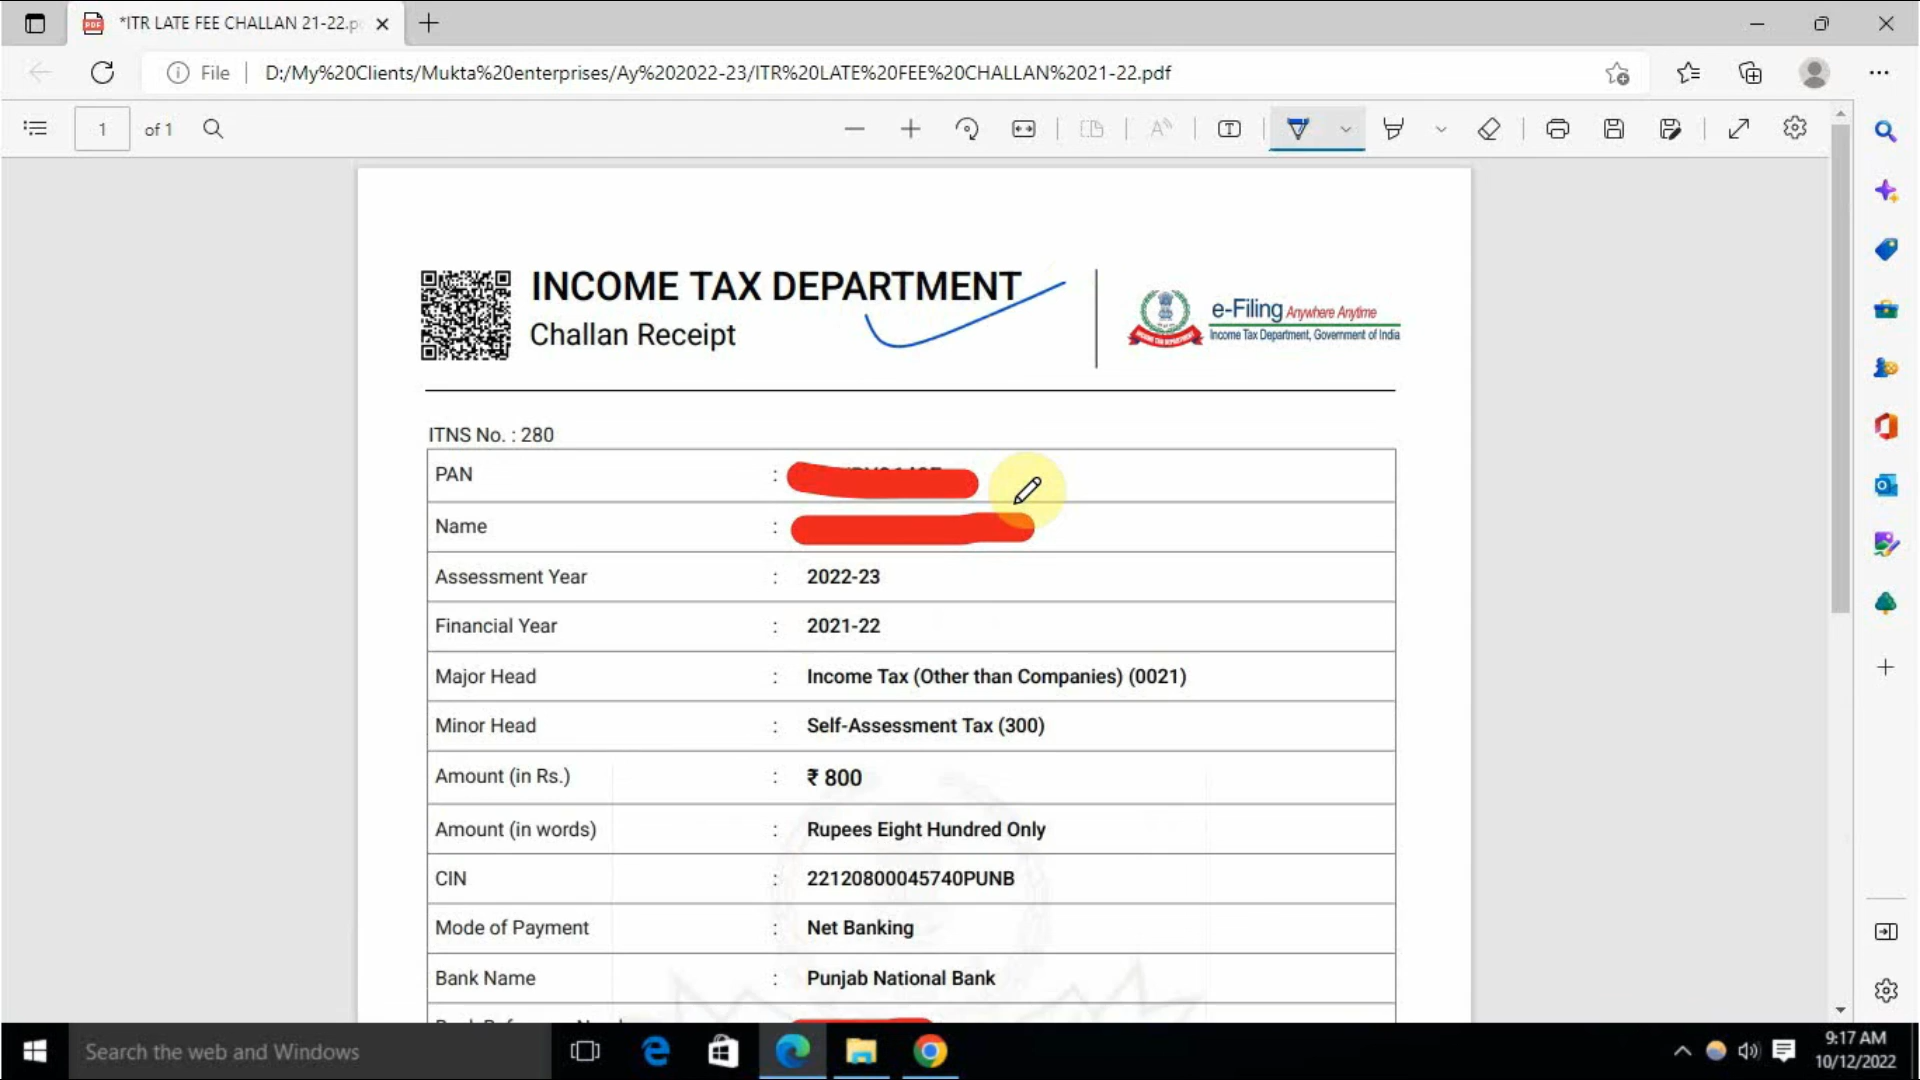 *ITR LATE FEE CHALLAN 21-22.p
File
D:/My%20Clients/Mukta%20enterprises/Ay%202022-23/ITR%20LATE%20FEE%20CHALLAN%2021-22.pdf
1 of 1
INCOME TAX DEPARTMENT
Challan Receipt
e-Filing Anywhere Anytime
Income Tax Department, Government of India
ITNS No. : 280
PAN :
Name :
Assessment Year : 2022-23
Financial Year : 2021-22
Major Head : Income Tax (Other than Companies) (0021)
Minor Head : Self-Assessment Tax (300)
Amount (in Rs.) : ₹ 800
Amount (in words) : Rupees Eight Hundred Only
CIN : 22120800045740PUNB
Mode of Payment : Net Banking
Bank Name : Punjab National Bank
Search the web and Windows
9:17 AM
10/12/2022